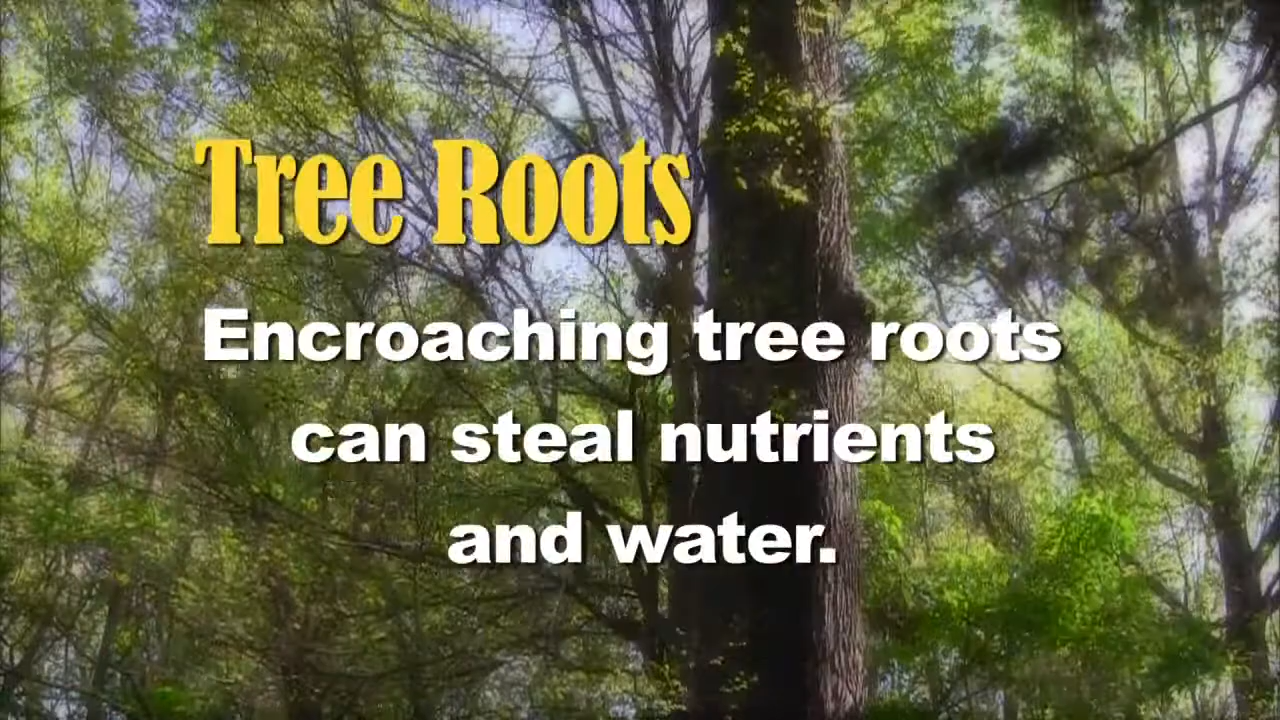 Tree Roots
Encroaching tree roots
can steal nutrients
and water.